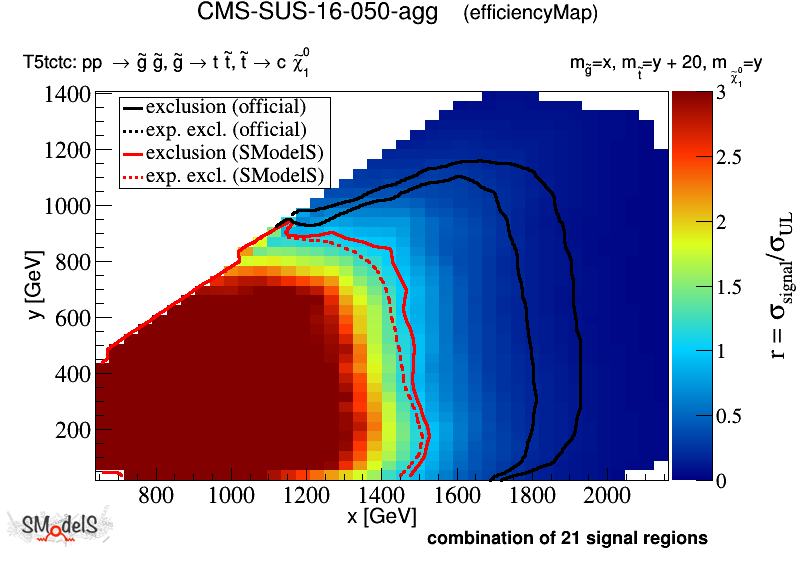 CMS-SUS-16-050-agg (efficiencyMap)
T5tctc: pp → g̃ g̃, g̃ → t t̃, t̃ → c χ̃₁⁰
m_g̃=x, m_t̃=y + 20, m_χ̃₁⁰=y
exclusion (official)
exp. excl. (official)
exclusion (SModelS)
exp. excl. (SModelS)
1400
1200
1000
800
600
400
200
y [GeV]
800 1000 1200 1400 1600 1800 2000
x [GeV]
3
2.5
2
1.5
1
0.5
0
r = σ_signal/σ_UL
SModelS
combination of 21 signal regions